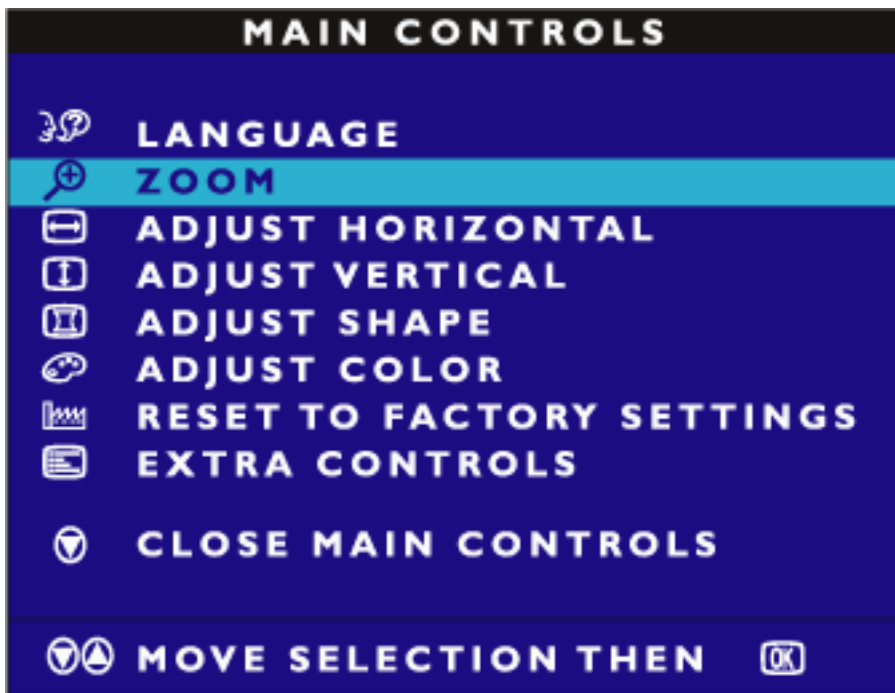 MAIN CONTROLS
LANGUAGE
ZOOM
ADJUST HORIZONTAL
ADJUST VERTICAL
ADJUST SHAPE
ADJUST COLOR
RESET TO FACTORY SETTINGS
EXTRA CONTROLS
CLOSE MAIN CONTROLS
MOVE SELECTION THEN OK